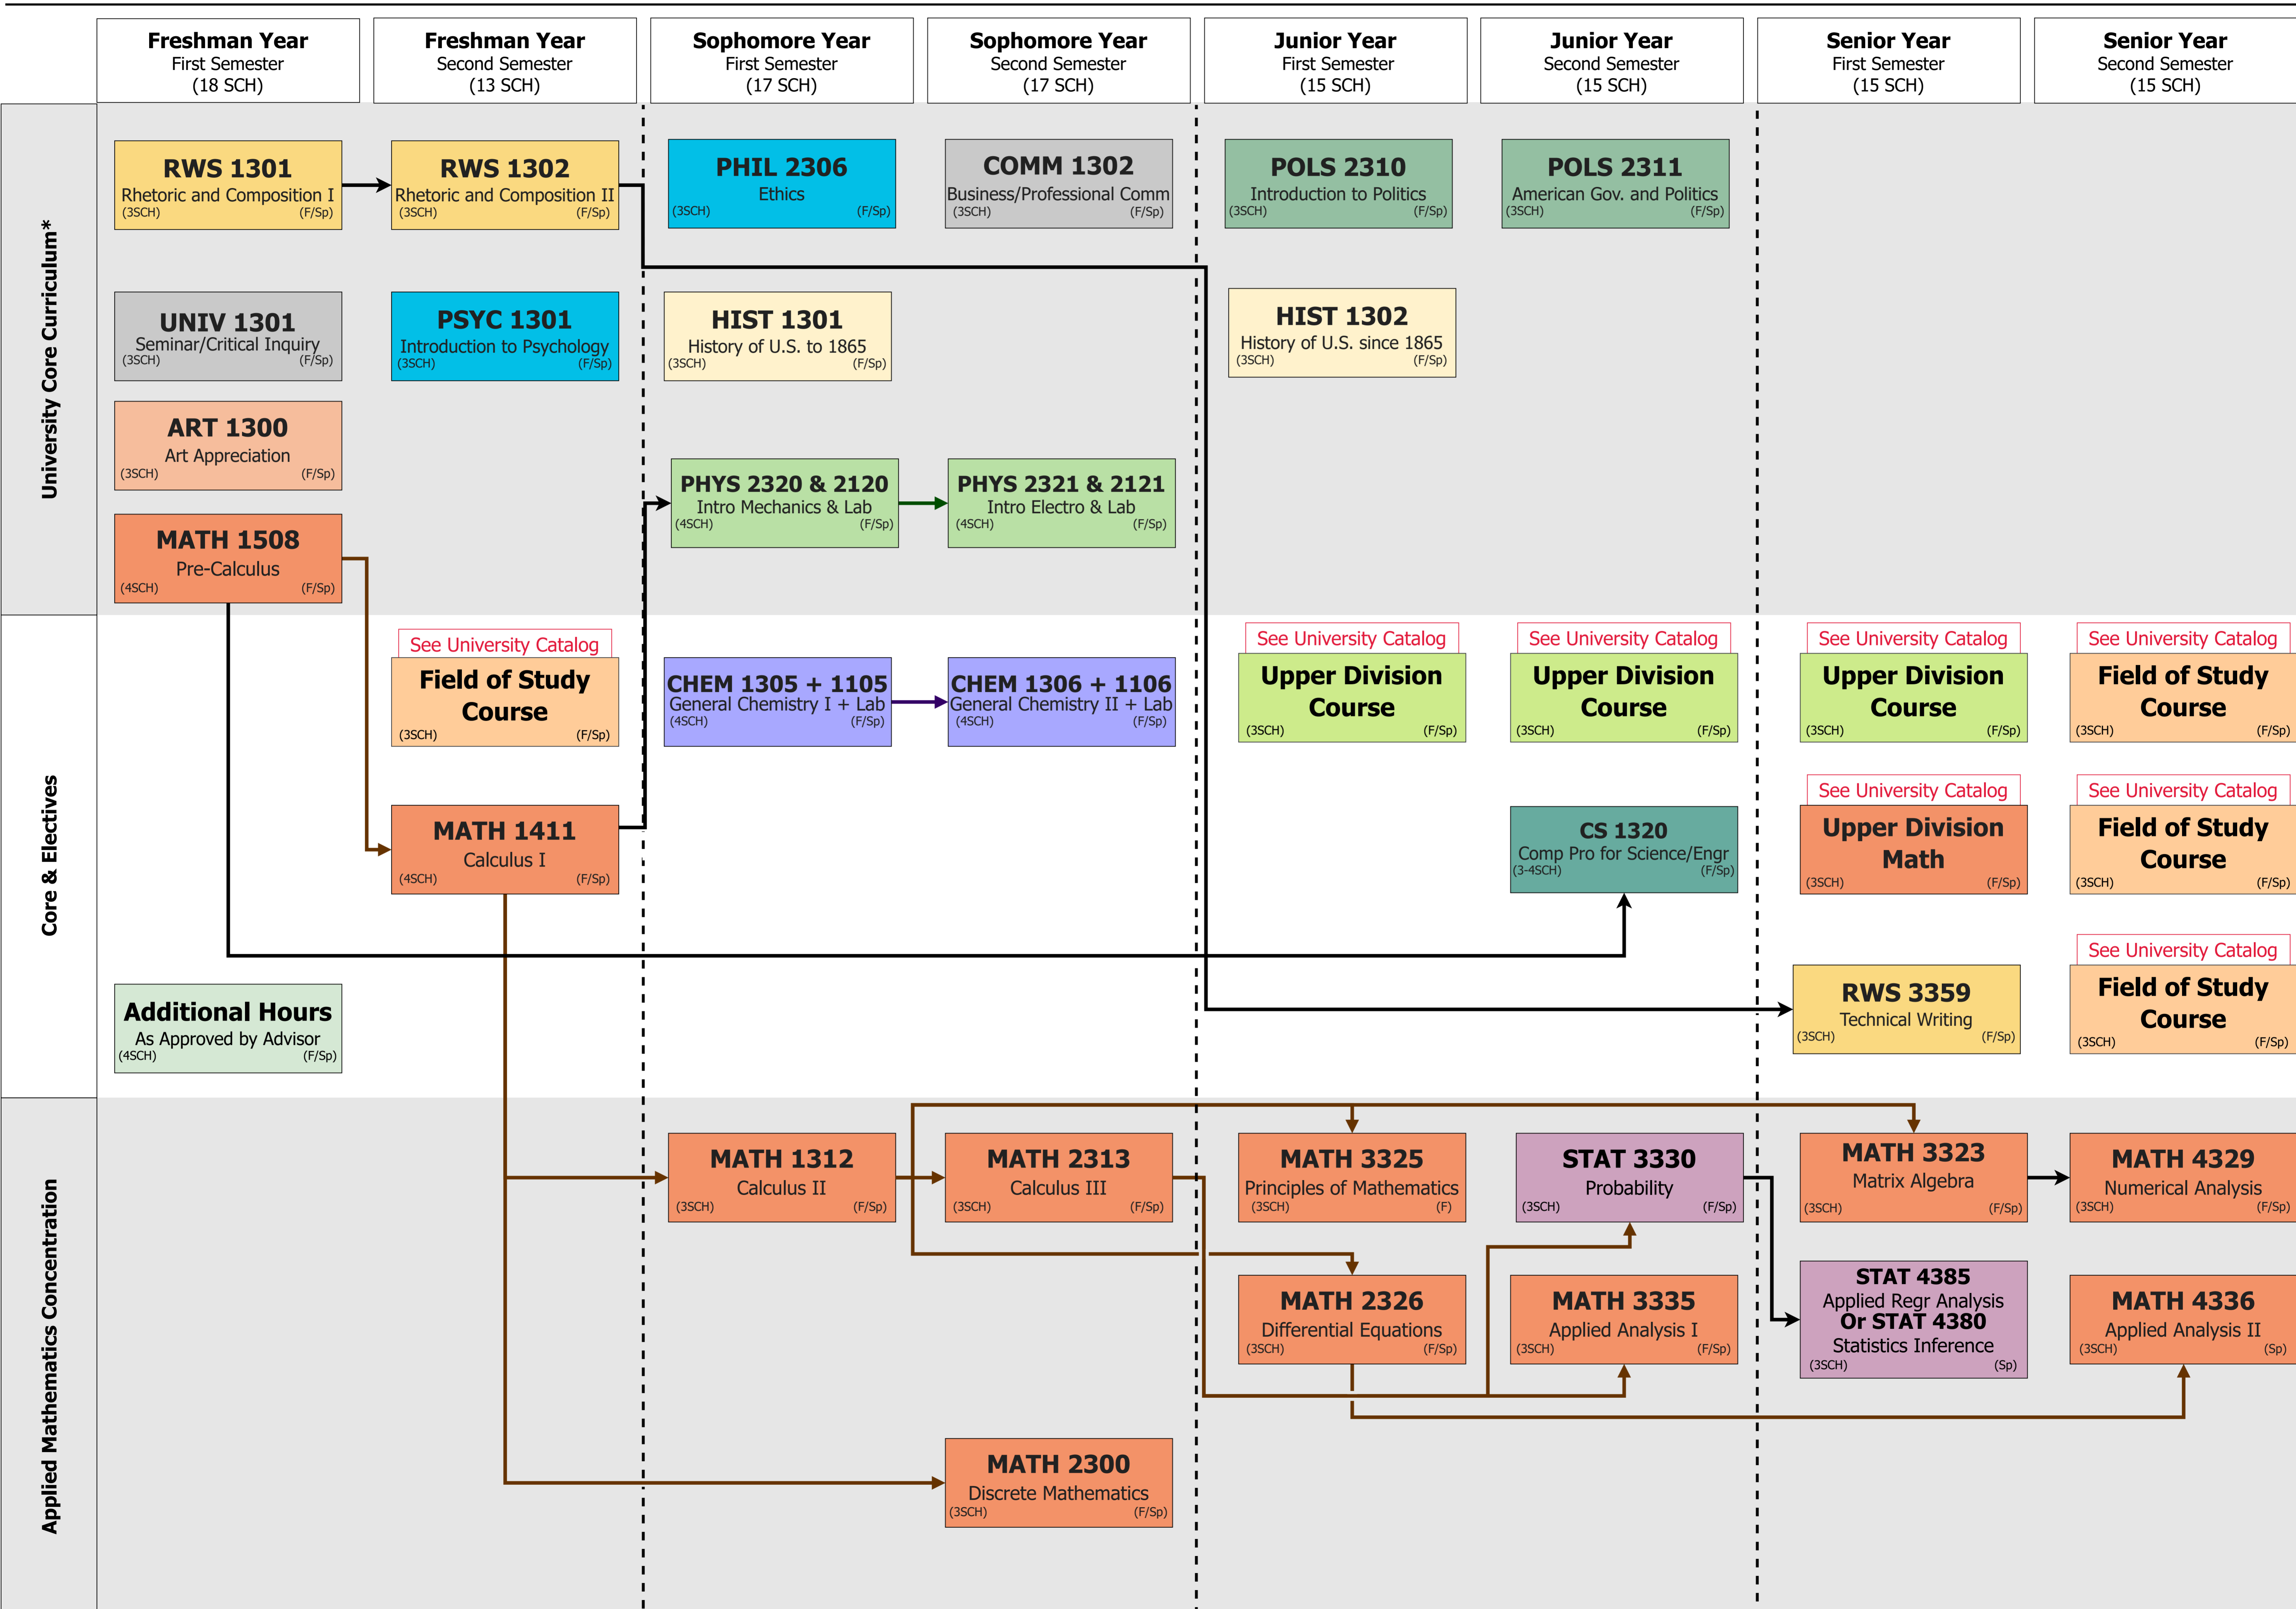 Freshman Year
First Semester
(18 SCH)
Freshman Year
Second Semester
(13 SCH)
Sophomore Year
First Semester
(17 SCH)
Sophomore Year
Second Semester
(17 SCH)
Junior Year
First Semester
(15 SCH)
Junior Year
Second Semester
(15 SCH)
Senior Year
First Semester
(15 SCH)
Senior Year
Second Semester
(15 SCH)
University Core Curriculum*
RWS 1301
Rhetoric and Composition I
(3SCH) (F/Sp)
RWS 1302
Rhetoric and Composition II
(3SCH) (F/Sp)
PHIL 2306
Ethics
(3SCH) (F/Sp)
COMM 1302
Business/Professional Comm
(3SCH) (F/Sp)
POLS 2310
Introduction to Politics
(3SCH) (F/Sp)
POLS 2311
American Gov. and Politics
(3SCH) (F/Sp)
UNIV 1301
Seminar/Critical Inquiry
(3SCH) (F/Sp)
PSYC 1301
Introduction to Psychology
(3SCH) (F/Sp)
HIST 1301
History of U.S. to 1865
(3SCH) (F/Sp)
HIST 1302
History of U.S. since 1865
(3SCH) (F/Sp)
ART 1300
Art Appreciation
(3SCH) (F/Sp)
PHYS 2320 & 2120
Intro Mechanics & Lab
(4SCH) (F/Sp)
PHYS 2321 & 2121
Intro Electro & Lab
(4SCH) (F/Sp)
MATH 1508
Pre-Calculus
(4SCH) (F/Sp)
Core & Electives
See University Catalog
Field of Study
Course
(3SCH) (F/Sp)
CHEM 1305 + 1105
General Chemistry I + Lab
(4SCH) (F/Sp)
CHEM 1306 + 1106
General Chemistry II + Lab
(4SCH) (F/Sp)
See University Catalog
Upper Division
Course
(3SCH) (F/Sp)
See University Catalog
Upper Division
Course
(3SCH) (F/Sp)
See University Catalog
Upper Division
Course
(3SCH) (F/Sp)
See University Catalog
Field of Study
Course
(3SCH) (F/Sp)
MATH 1411
Calculus I
(4SCH) (F/Sp)
CS 1320
Comp Pro for Science/Engr
(3-4SCH) (F/Sp)
See University Catalog
Upper Division
Math
(3SCH) (F/Sp)
See University Catalog
Field of Study
Course
(3SCH) (F/Sp)
Additional Hours
As Approved by Advisor
(4SCH) (F/Sp)
RWS 3359
Technical Writing
(3SCH) (F/Sp)
See University Catalog
Field of Study
Course
(3SCH) (F/Sp)
Applied Mathematics Concentration
MATH 1312
Calculus II
(3SCH) (F/Sp)
MATH 2313
Calculus III
(3SCH) (F/Sp)
MATH 3325
Principles of Mathematics
(3SCH) (F)
STAT 3330
Probability
(3SCH) (F/Sp)
MATH 3323
Matrix Algebra
(3SCH) (F/Sp)
MATH 4329
Numerical Analysis
(3SCH) (F/Sp)
MATH 2326
Differential Equations
(3SCH) (F/Sp)
MATH 3335
Applied Analysis I
(3SCH) (F/Sp)
STAT 4385
Applied Regr Analysis
Or STAT 4380
Statistics Inference
(3SCH) (Sp)
MATH 4336
Applied Analysis II
(3SCH) (Sp)
MATH 2300
Discrete Mathematics
(3SCH) (F/Sp)